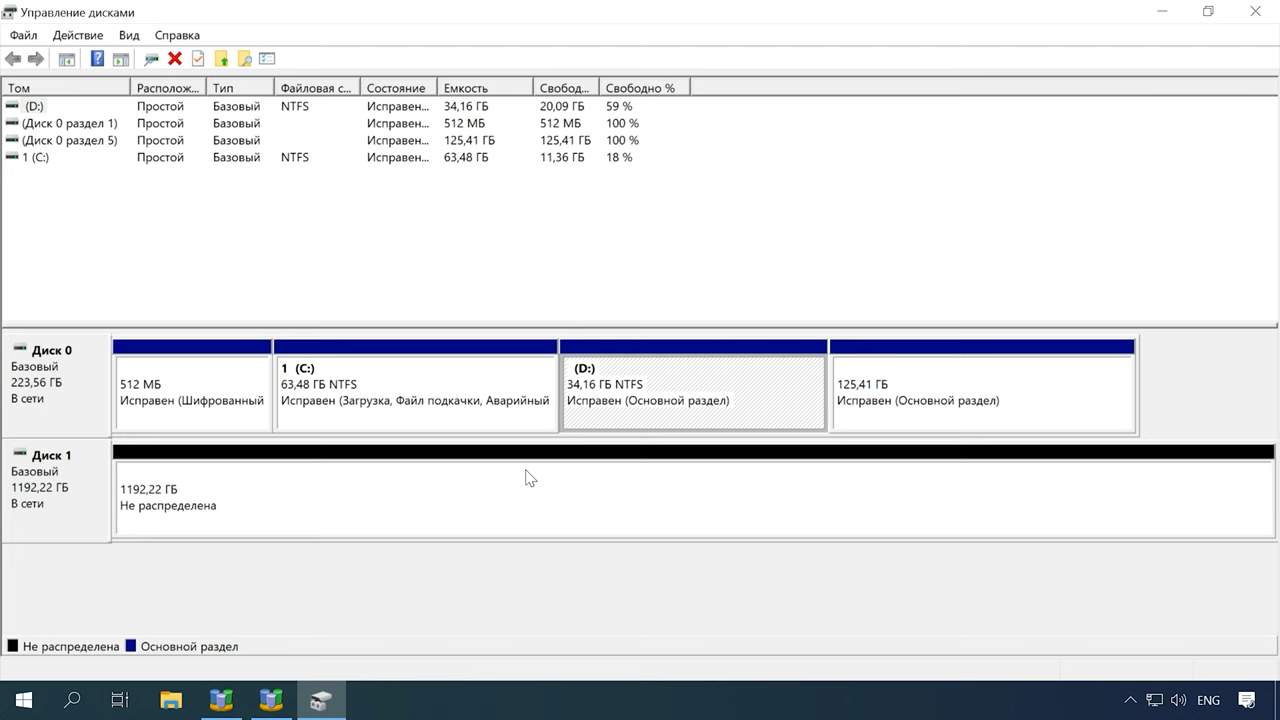 Управление дисками
Файл Действие Вид Справка
Том Располож... Тип Файловая с... Состояние Емкость Свобод... Свободно %
(D:) Простой Базовый NTFS Исправен... 34,16 ГБ 20,09 ГБ 59 %
(Диск 0 раздел 1) Простой Базовый Исправен... 512 МБ 512 МБ 100 %
(Диск 0 раздел 5) Простой Базовый Исправен... 125,41 ГБ 125,41 ГБ 100 %
1 (C:) Простой Базовый NTFS Исправен... 63,48 ГБ 11,36 ГБ 18 %
Диск 0
Базовый
223,56 ГБ
В сети
512 МБ
Исправен (Шифрованный
1 (C:)
63,48 ГБ NTFS
Исправен (Загрузка, Файл подкачки, Аварийный
(D:)
34,16 ГБ NTFS
Исправен (Основной раздел)
125,41 ГБ
Исправен (Основной раздел)
Диск 1
Базовый
1192,22 ГБ
В сети
1192,22 ГБ
Не распределена
Не распределена Основной раздел
ENG